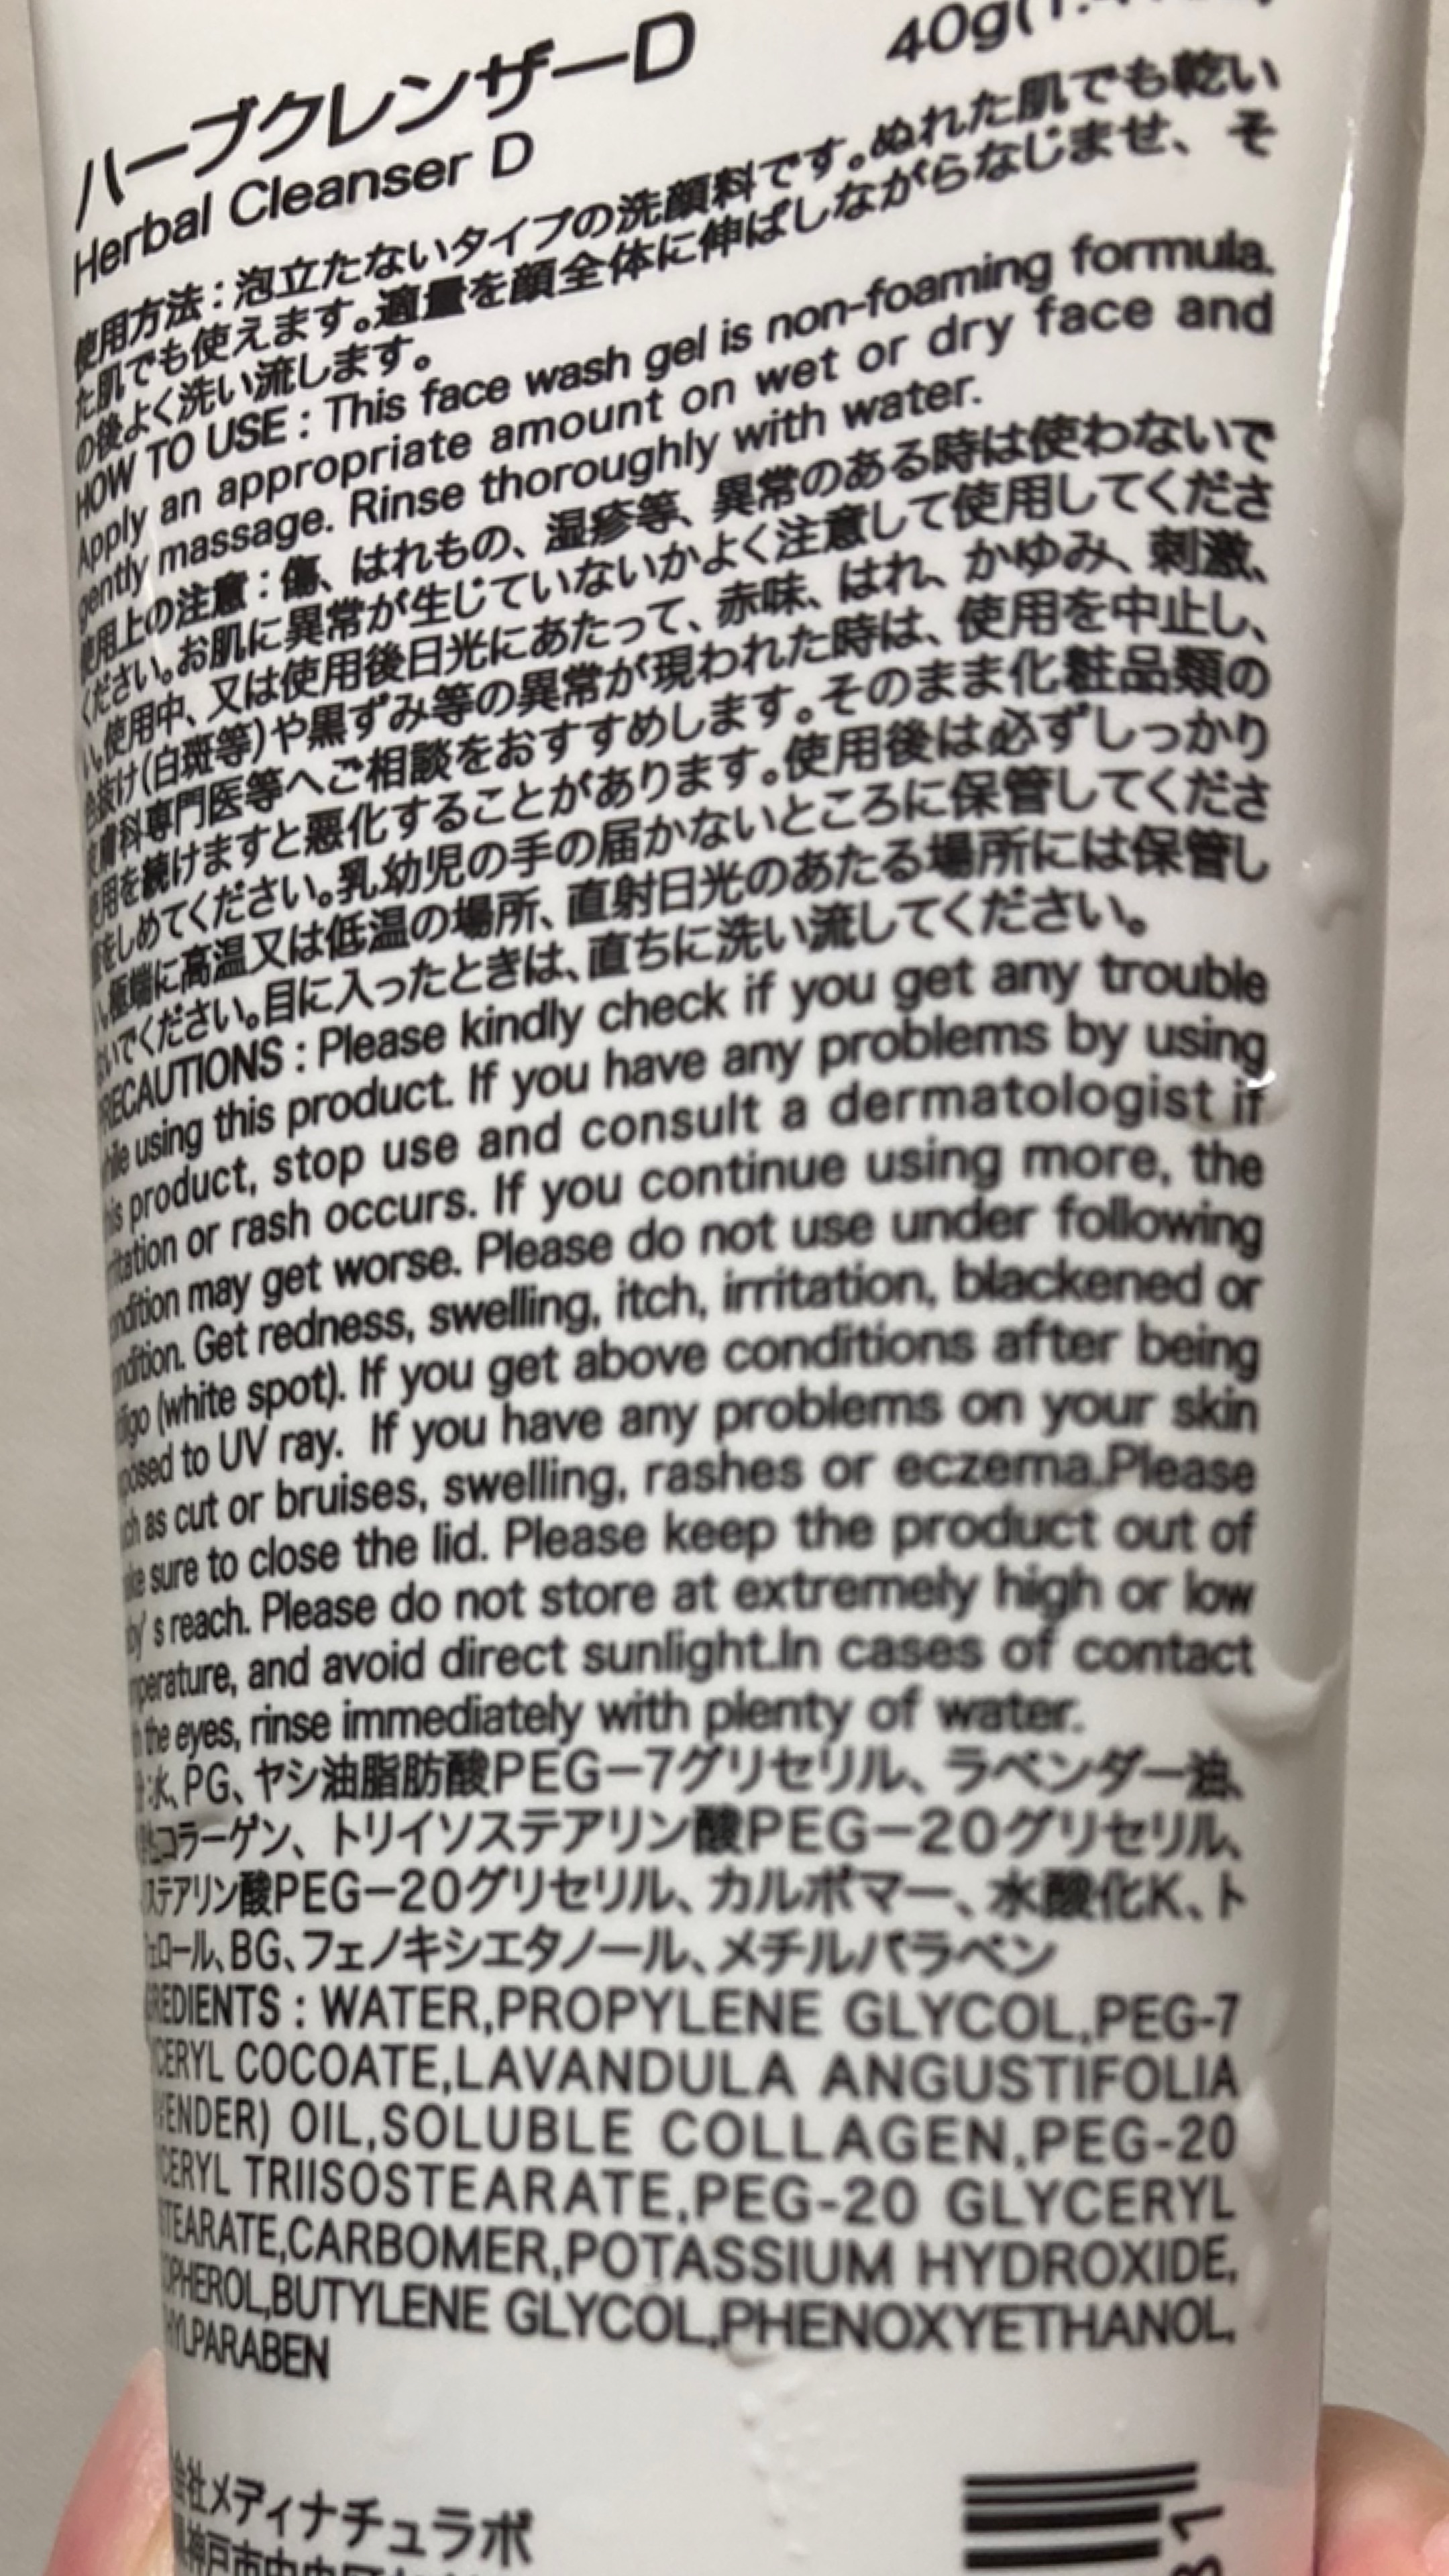 ハーブクレンザーD 40g(1.4
Herbal Cleanser D
使用方法：泡立たないタイプの洗顔料です。ぬれた肌でも乾い
た肌でも使えます。適量を顔全体に伸ばしながらなじませ、そ
の後よく洗い流します。
HOW TO USE : This face wash gel is non-foaming formula.
Apply an appropriate amount on wet or dry face and
gently massage. Rinse thoroughly with water.
使用上の注意：傷、はれもの、湿疹等、異常のある時は使わないで
ください。お肌に異常が生じていないかよく注意して使用してくださ
い。使用中、又は使用後日光にあたって、赤味、はれ、かゆみ、刺激、
色抜け(白斑等)や黒ずみ等の異常が現われた時は、使用を中止し、
皮膚科専門医等へご相談をおすすめします。そのまま化粧品類の
使用を続けますと悪化することがあります。使用後は必ずしっかり
をしめてください。乳幼児の手の届かないところに保管してくださ
い。極端に高温又は低温の場所、直射日光のあたる場所には保管し
ないでください。目に入ったときは、直ちに洗い流してください。
PRECAUTIONS : Please kindly check if you get any trouble
while using this product. If you have any problems by using
this product, stop use and consult a dermatologist if
irritation or rash occurs. If you continue using more, the
condition may get worse. Please do not use under following
condition. Get redness, swelling, itch, irritation, blackened or
vitiligo (white spot). If you get above conditions after being
exposed to UV ray. If you have any problems on your skin
such as cut or bruises, swelling, rashes or eczema.Please
make sure to close the lid. Please keep the product out of
baby' s reach. Please do not store at extremely high or low
temperature, and avoid direct sunlight.In cases of contact
the eyes, rinse immediately with plenty of water.
水、PG、ヤシ油脂肪酸PEG－7グリセリル、ラベンダー油、
コラーゲン、トリイソステアリン酸PEG－20グリセリル、
ステアリン酸PEG－20グリセリル、カルボマー、水酸化K、ト
コフェロール、BG、フェノキシエタノール、メチルパラベン
INGREDIENTS : WATER,PROPYLENE GLYCOL,PEG-7
GLYCERYL COCOATE,LAVANDULA ANGUSTIFOLIA
(LAVENDER) OIL,SOLUBLE COLLAGEN,PEG-20
GLYCERYL TRIISOSTEARATE,PEG-20 GLYCERYL
STEARATE,CARBOMER,POTASSIUM HYDROXIDE,
TOCOPHEROL,BUTYLENE GLYCOL,PHENOXYETHANOL,
METHYLPARABEN
会社メディナチュラボ
神戸市中央区